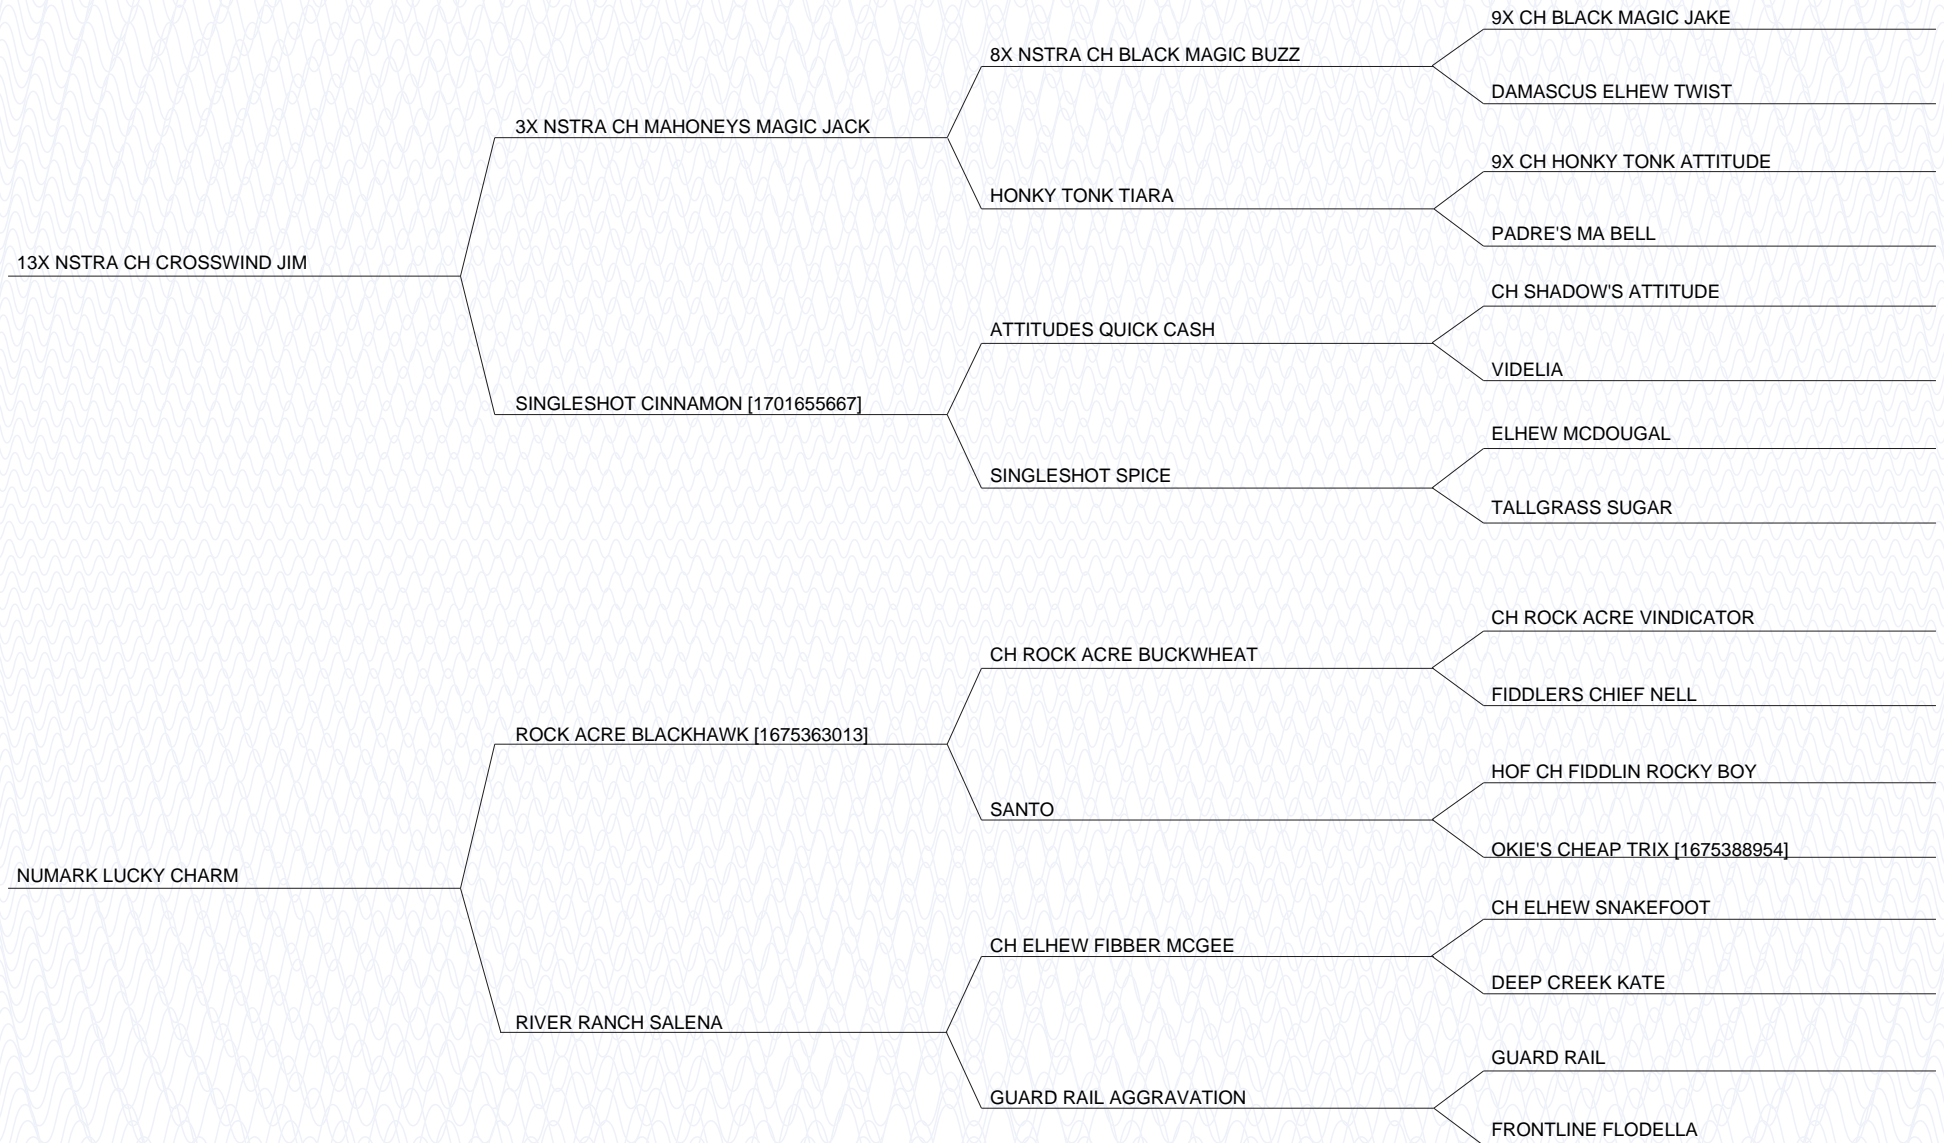 9X CH BLACK MAGIC JAKE
8X NSTRA CH BLACK MAGIC BUZZ
DAMASCUS ELHEW TWIST
3X NSTRA CH MAHONEYS MAGIC JACK
9X CH HONKY TONK ATTITUDE
HONKY TONK TIARA
PADRE'S MA BELL
13X NSTRA CH CROSSWIND JIM
CH SHADOW'S ATTITUDE
ATTITUDES QUICK CASH
VIDELIA
SINGLESHOT CINNAMON [1701655667]
ELHEW MCDOUGAL
SINGLESHOT SPICE
TALLGRASS SUGAR
CH ROCK ACRE VINDICATOR
CH ROCK ACRE BUCKWHEAT
FIDDLERS CHIEF NELL
ROCK ACRE BLACKHAWK [1675363013]
HOF CH FIDDLIN ROCKY BOY
SANTO
OKIE'S CHEAP TRIX [1675388954]
NUMARK LUCKY CHARM
CH ELHEW SNAKEFOOT
CH ELHEW FIBBER MCGEE
DEEP CREEK KATE
RIVER RANCH SALENA
GUARD RAIL
GUARD RAIL AGGRAVATION
FRONTLINE FLODELLA